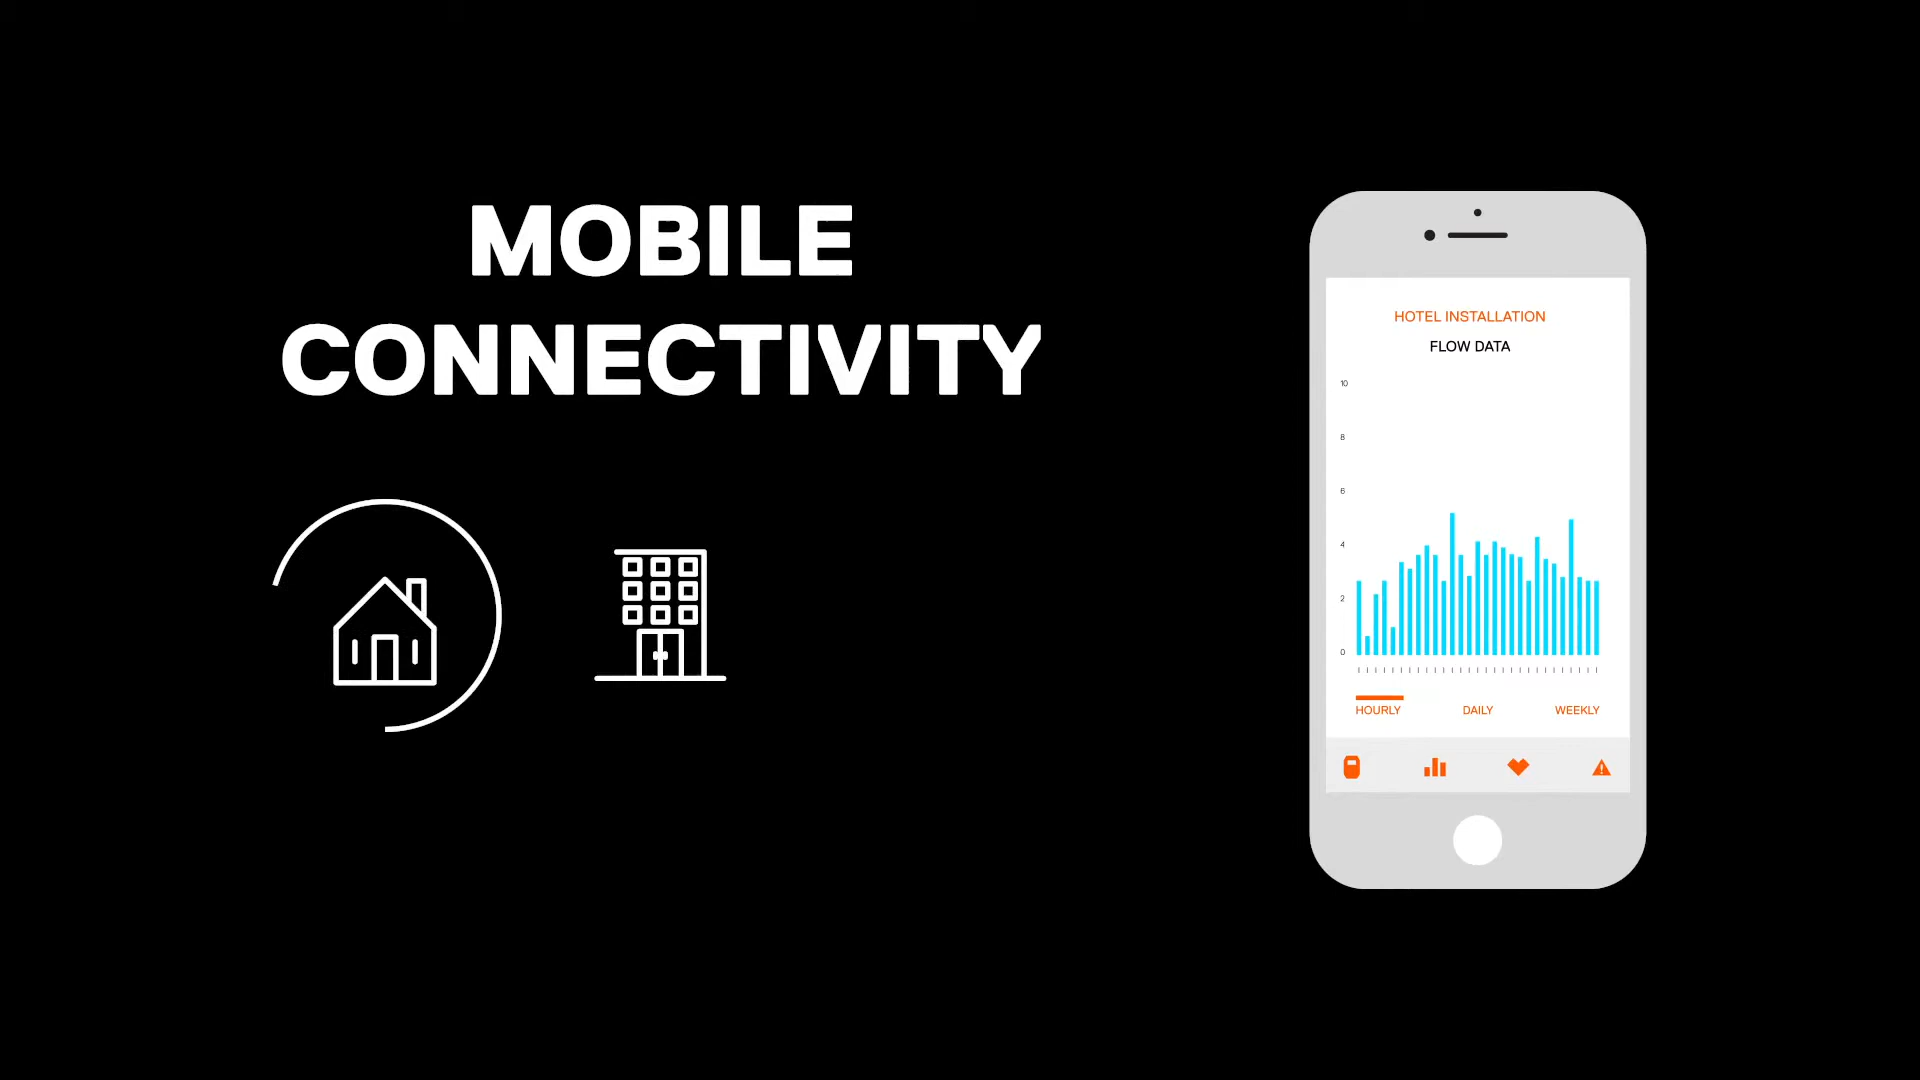 MOBILE
CONNECTIVITY
HOTEL INSTALLATION
FLOW DATA
10
8
6
4
2
0
HOURLY DAILY WEEKLY